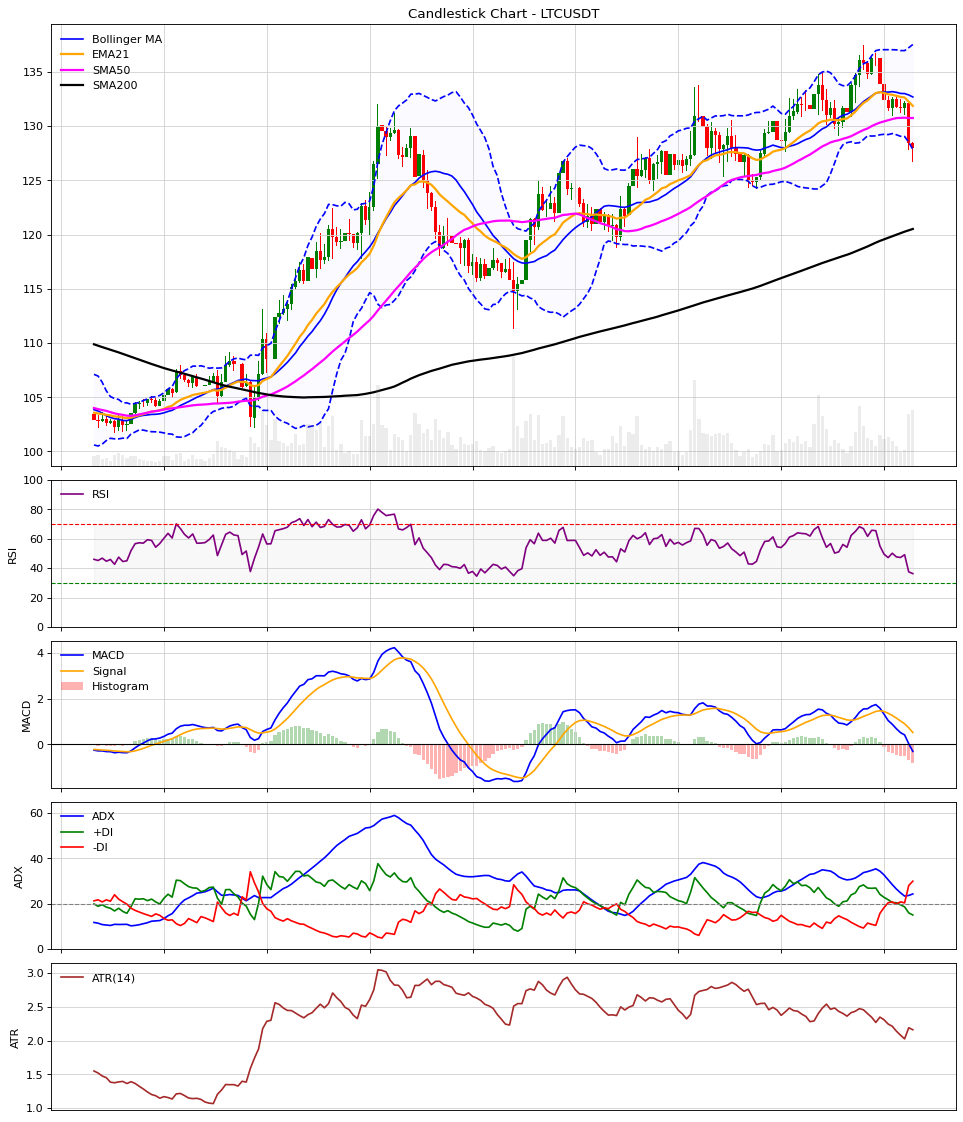 Candlestick Chart - LTCUSDT
Bollinger MA
EMA21
SMA50
SMA200
135
130
125
120
115
110
105
100
100
80
60
40
20
0
RSI
RSI
4
2
0
MACD
MACD
Signal
Histogram
60
40
20
0
ADX
ADX
+DI
-DI
3.0
2.5
2.0
1.5
1.0
ATR
ATR(14)